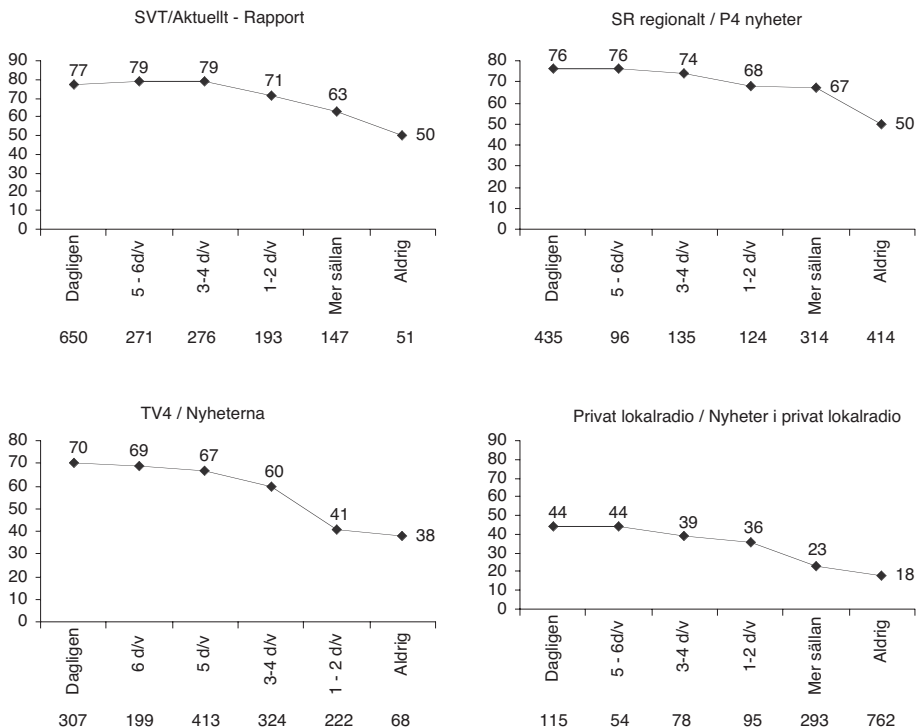 SVT/Aktuellt - Rapport
90
80
70
60
50
40
30
20
10
0
77 79 79 71 63 50
Dagligen 5 - 6d/v 3-4 d/v 1-2 d/v Mer sällan Aldrig
650 271 276 193 147 51
SR regionalt / P4 nyheter
80
70
60
50
40
30
20
10
0
76 76 74 68 67 50
Dagligen 5 - 6d/v 3-4 d/v 1-2 d/v Mer sällan Aldrig
435 96 135 124 314 414
TV4 / Nyheterna
80
70
60
50
40
30
20
10
0
70 69 67 60 41 38
Dagligen 6 d/v 5 d/v 3-4 d/v 1 - 2 d/v Aldrig
307 199 413 324 222 68
Privat lokalradio / Nyheter i privat lokalradio
90
80
70
60
50
40
30
20
10
0
44 44 39 36 23 18
Dagligen 5 - 6d/v 3-4 d/v 1-2 d/v Mer sällan Aldrig
115 54 78 95 293 762